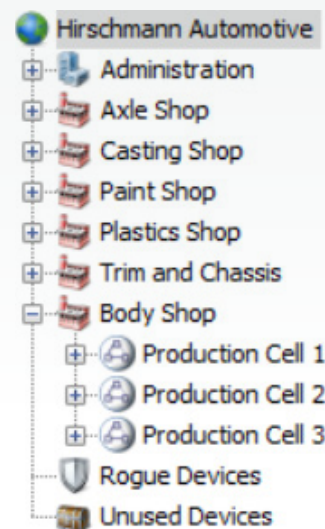 Hirschmann Automotive
Administration
Axle Shop
Casting Shop
Paint Shop
Plastics Shop
Trim and Chassis
Body Shop
Production Cell 1
Production Cell 2
Production Cell 3
Rogue Devices
Unused Devices